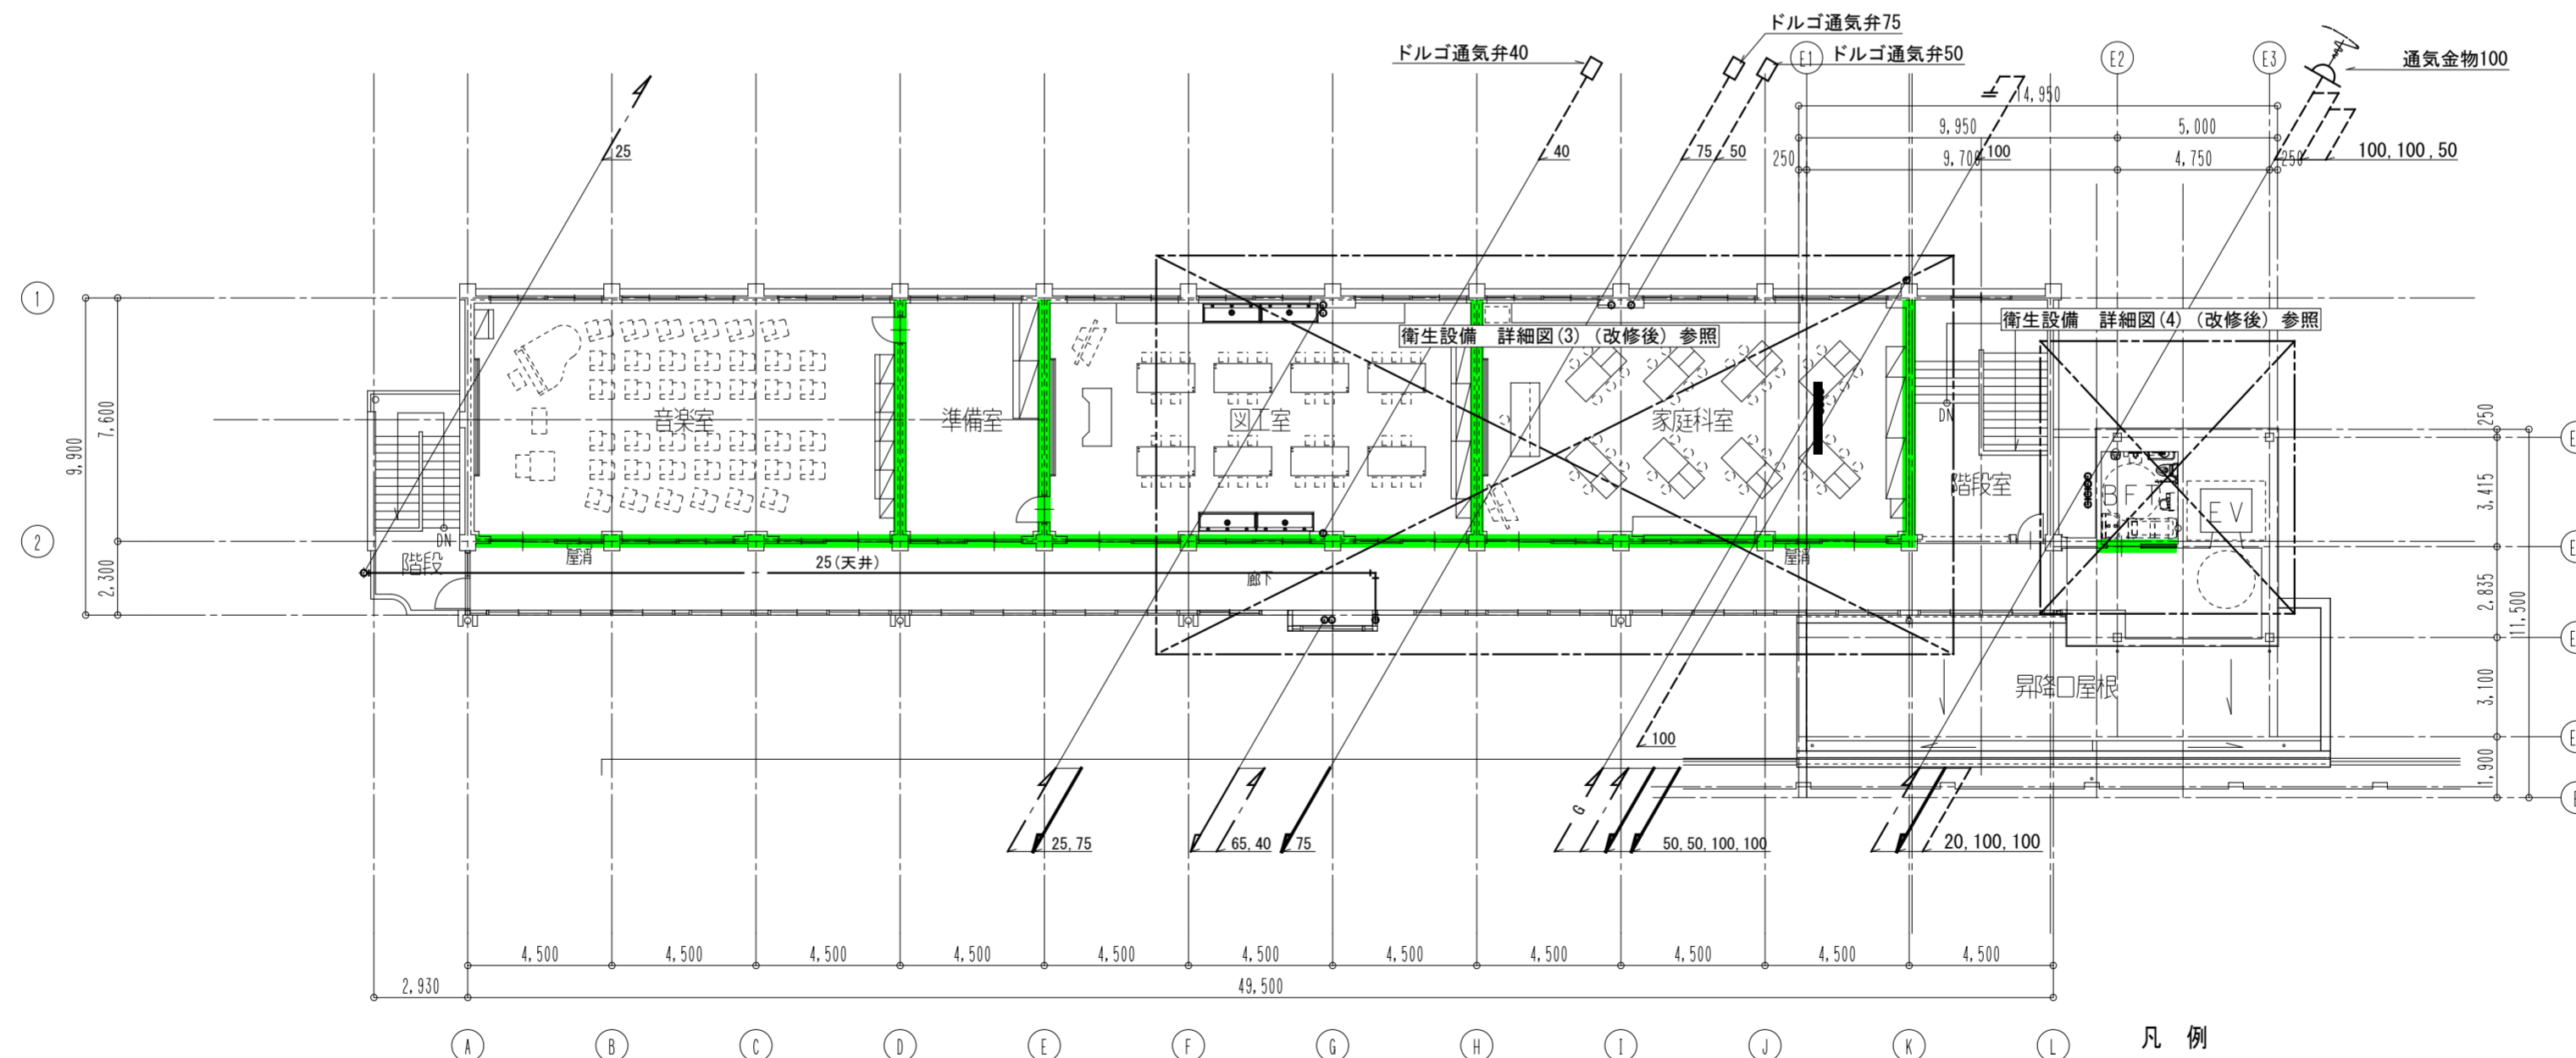 ドルゴ通気弁75
ドルゴ通気弁40
ドルゴ通気弁50
通気金物100
E1
E2
E3
14,950
9,950
5,000
25
40
75
50
250
9,700
100
4,750
250
100,100,50
1
衛生設備 詳細図(4) (改修後) 参照
衛生設備 詳細図(3) (改修後) 参照
9,900
7,600
音楽室
準備室
図工室
家庭科室
DN
階段室
BFT
EV
250
3,415
2
DN
階段
屋消
25(天井)
廊下
屋消
2,300
2,835
11,500
昇降口屋根
3,100
100
1,900
G
25,75
65,40
75
50,50,100,100
20,100,100
4,500
4,500
4,500
4,500
4,500
4,500
4,500
4,500
4,500
4,500
4,500
2,930
49,500
A
B
C
D
E
F
G
H
I
J
K
L
凡 例